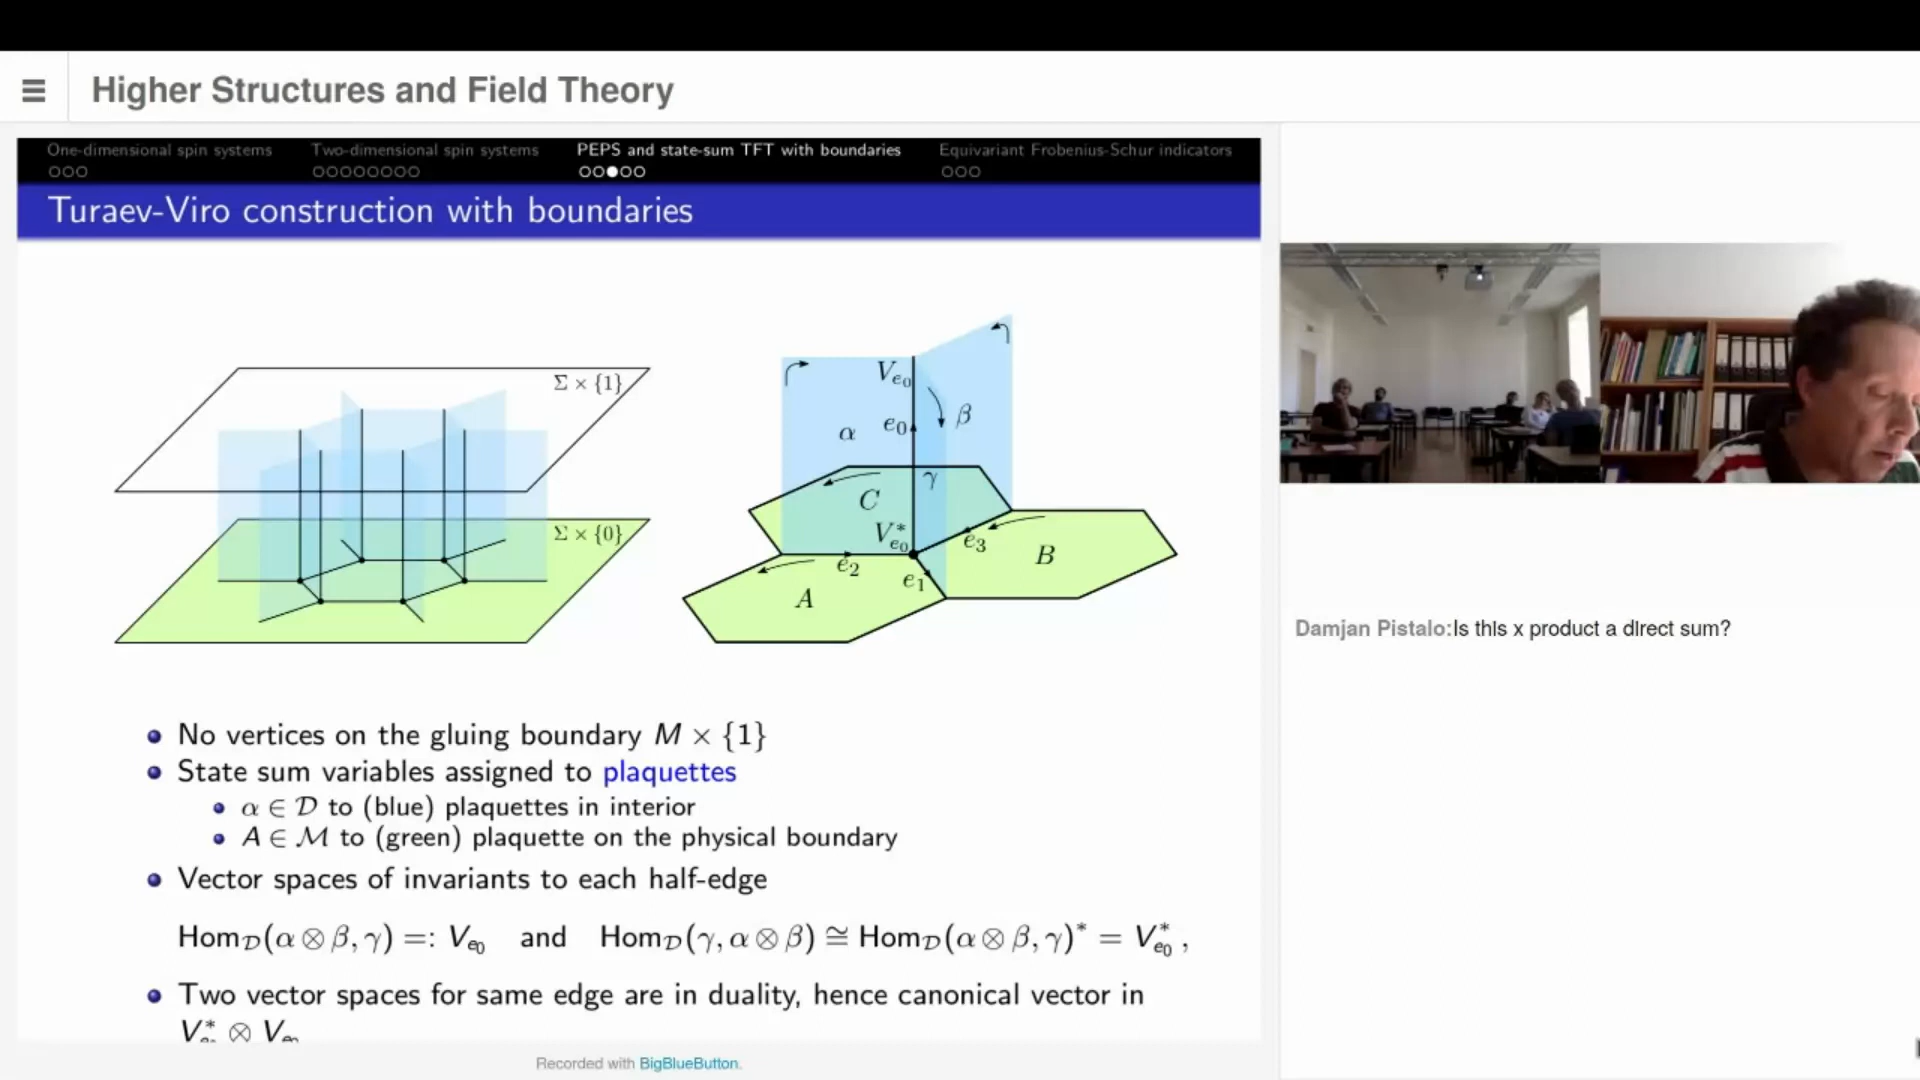 Higher Structures and Field Theory
One-dimensional spin systems
Two-dimensional spin systems
PEPS and state-sum TFT with boundaries
Equivariant Frobenius-Schur indicators
Turaev-Viro construction with boundaries
Σ × {1}
Σ × {0}
V_{e_0}
α
e_0
β
C
γ
V^*_{e_0}
e_2
e_3
B
e_1
A
No vertices on the gluing boundary M × {1}
State sum variables assigned to plaquettes
α ∈ 𝒟 to (blue) plaquettes in interior
A ∈ ℳ to (green) plaquette on the physical boundary
Vector spaces of invariants to each half-edge
Hom_𝒟(α ⊗ β, γ) =: V_{e_0} and Hom_𝒟(γ, α ⊗ β) ≅ Hom_𝒟(α ⊗ β, γ)^* = V^*_{e_0} ,
Two vector spaces for same edge are in duality, hence canonical vector in
V^*_{e_0} ⊗ V_{e_0}
Damjan Pistalo:Is this x product a direct sum?
Recorded with BigBlueButton.